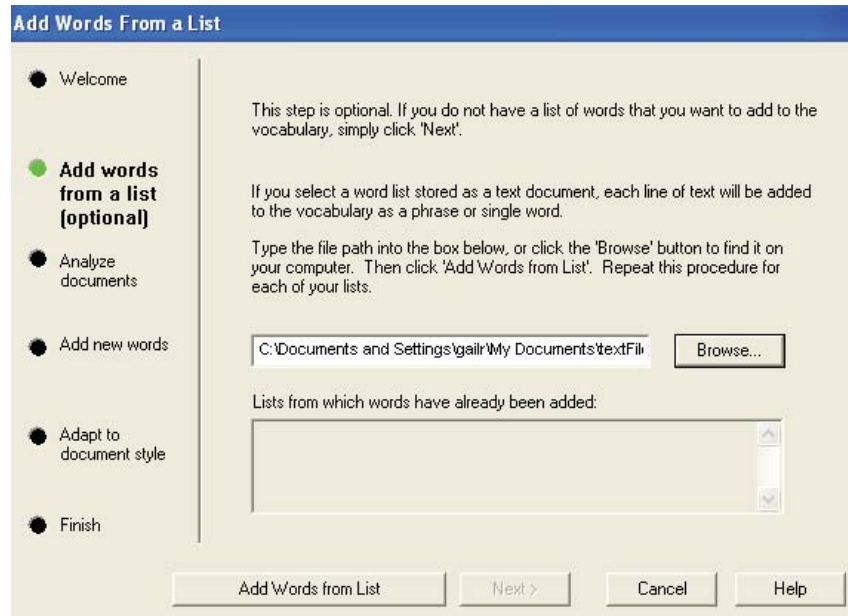 Add Words From a List
Welcome
Add words
from a list
(optional)
Analyze
documents
Add new words
Adapt to
document style
Finish
This step is optional. If you do not have a list of words that you want to add to the
vocabulary, simply click 'Next'.
If you select a word list stored as a text document, each line of text will be added
to the vocabulary as a phrase or single word.
Type the file path into the box below, or click the 'Browse' button to find it on
your computer. Then click 'Add Words from List'. Repeat this procedure for
each of your lists.
C:\Documents and Settings\gailr\My Documents\textFil
Browse...
Lists from which words have already been added:
Add Words from List
Next >
Cancel
Help